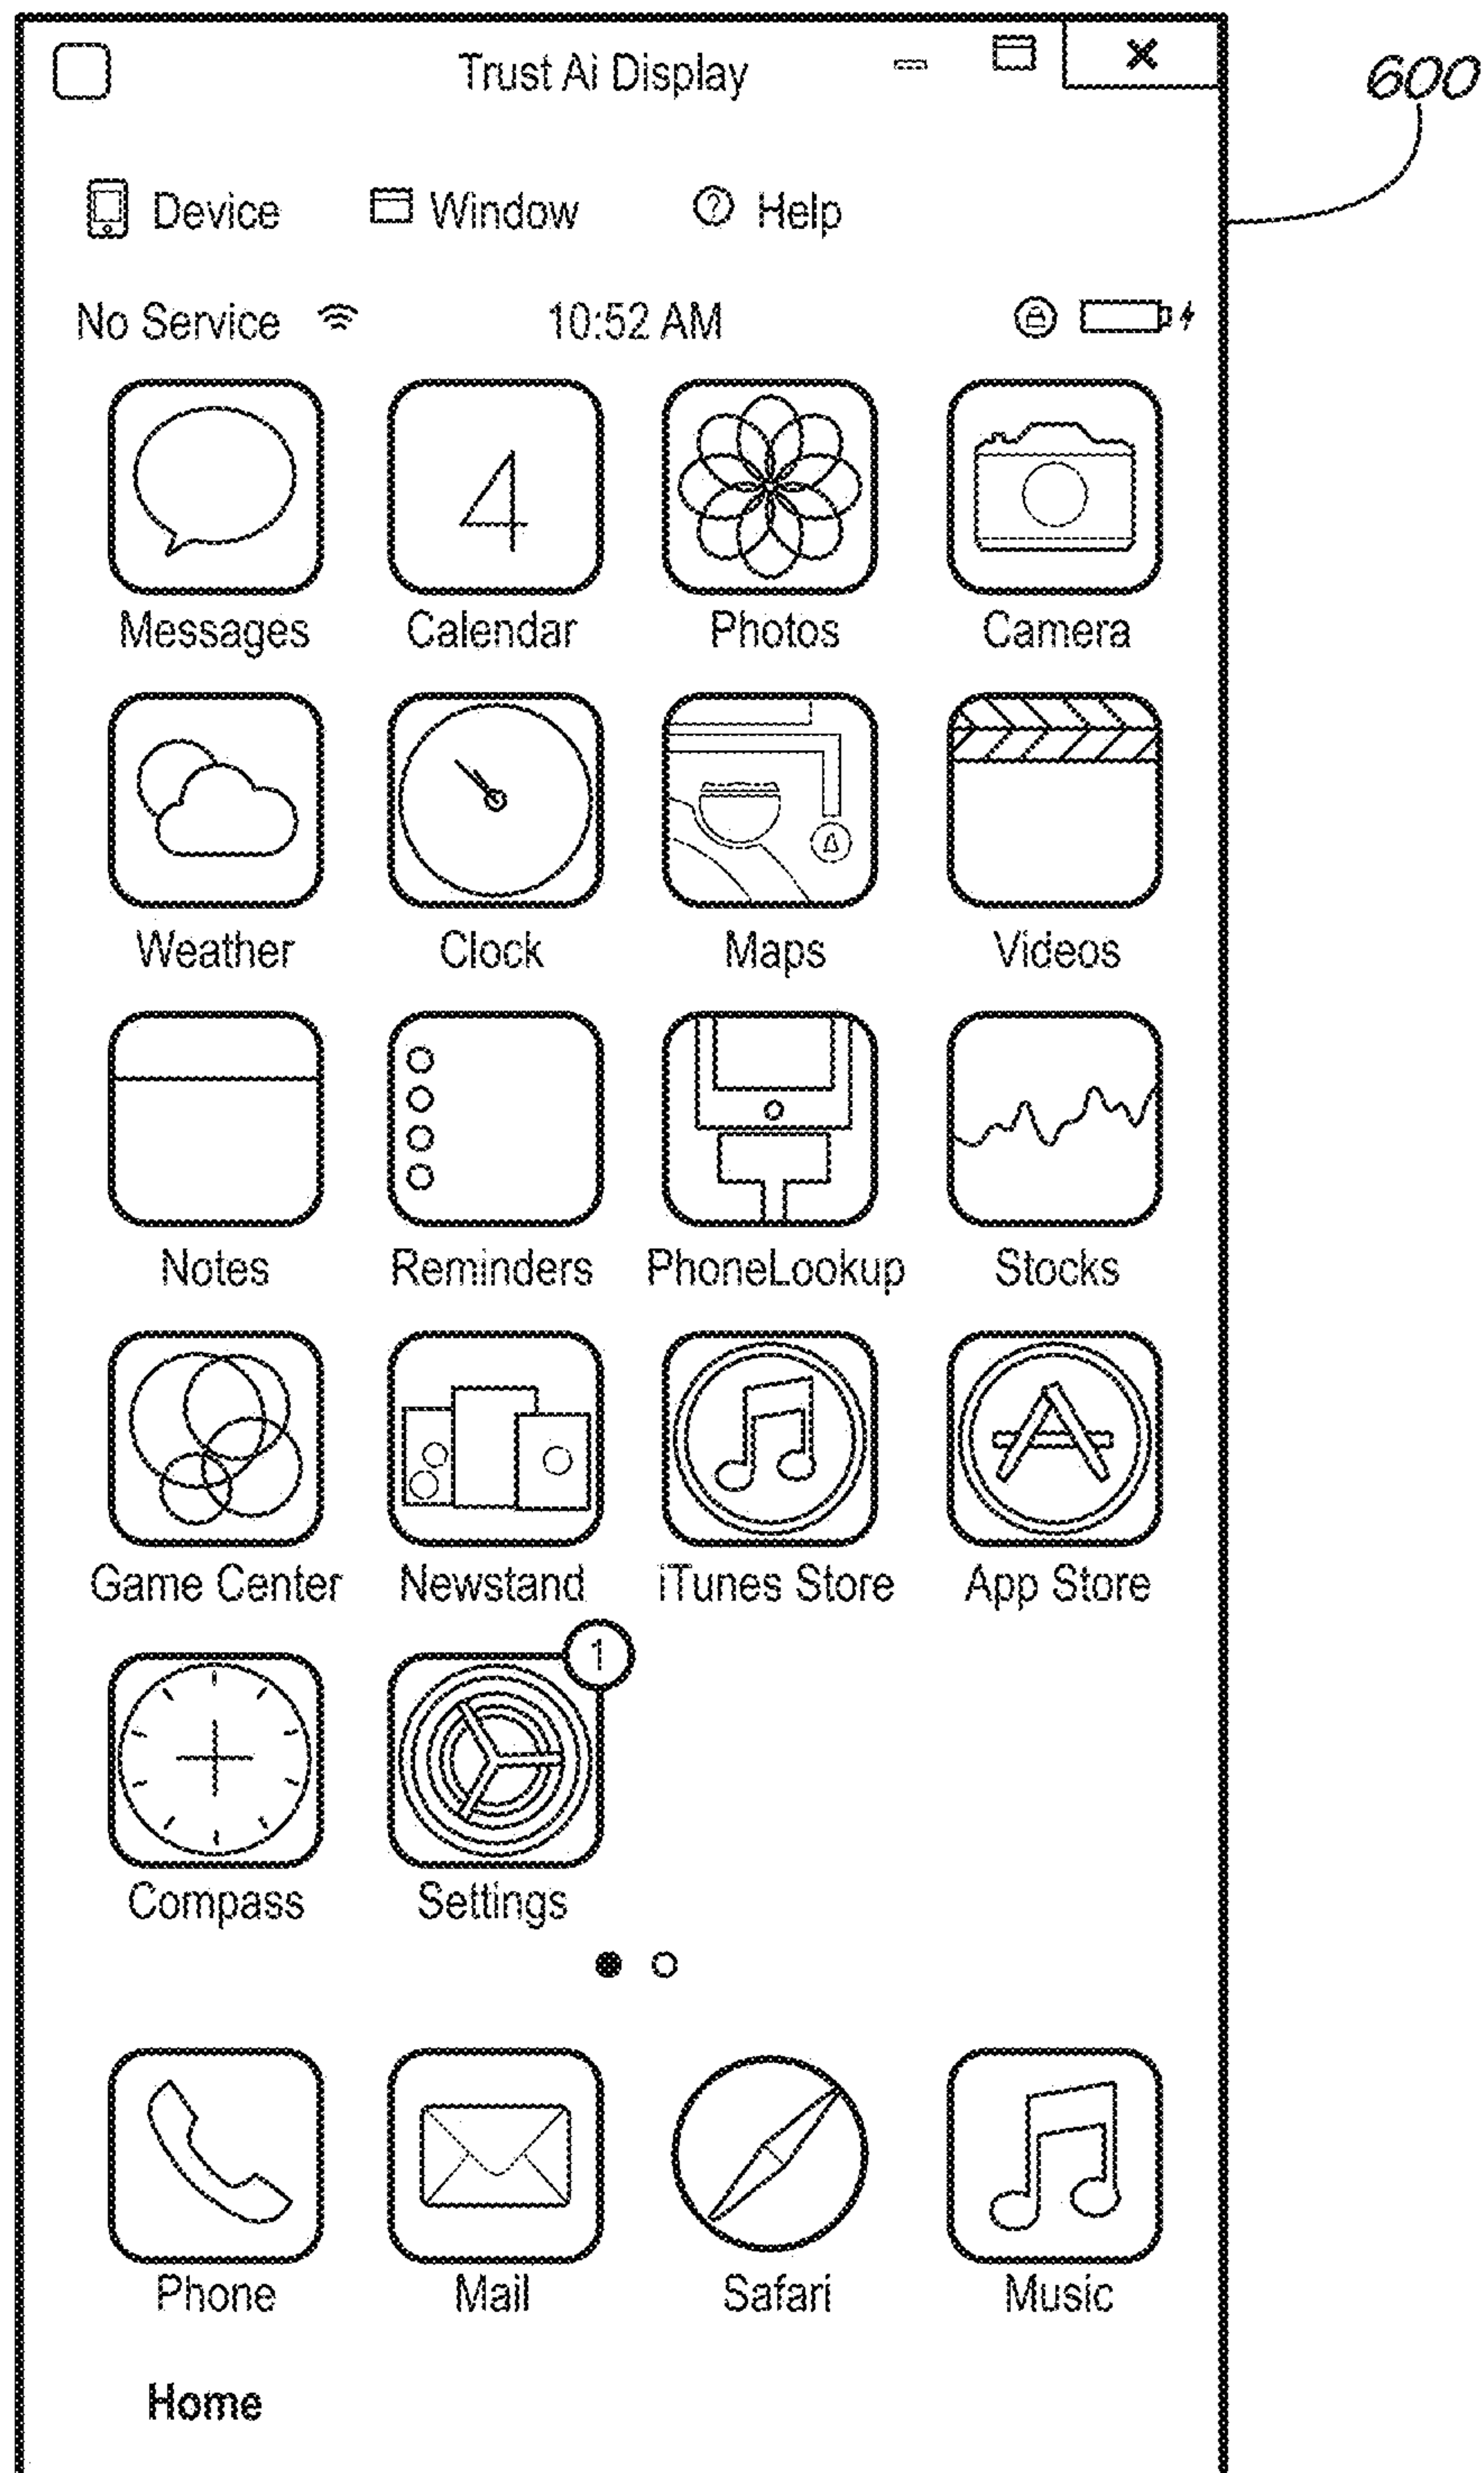 Trust Ai Display
600
Device Window Help
No Service 10:52 AM
4
Messages Calendar Photos Camera
Weather Clock Maps Videos
Notes Reminders PhoneLookup Stocks
Game Center Newstand iTunes Store App Store
1
Compass Settings
Phone Mail Safari Music
Home